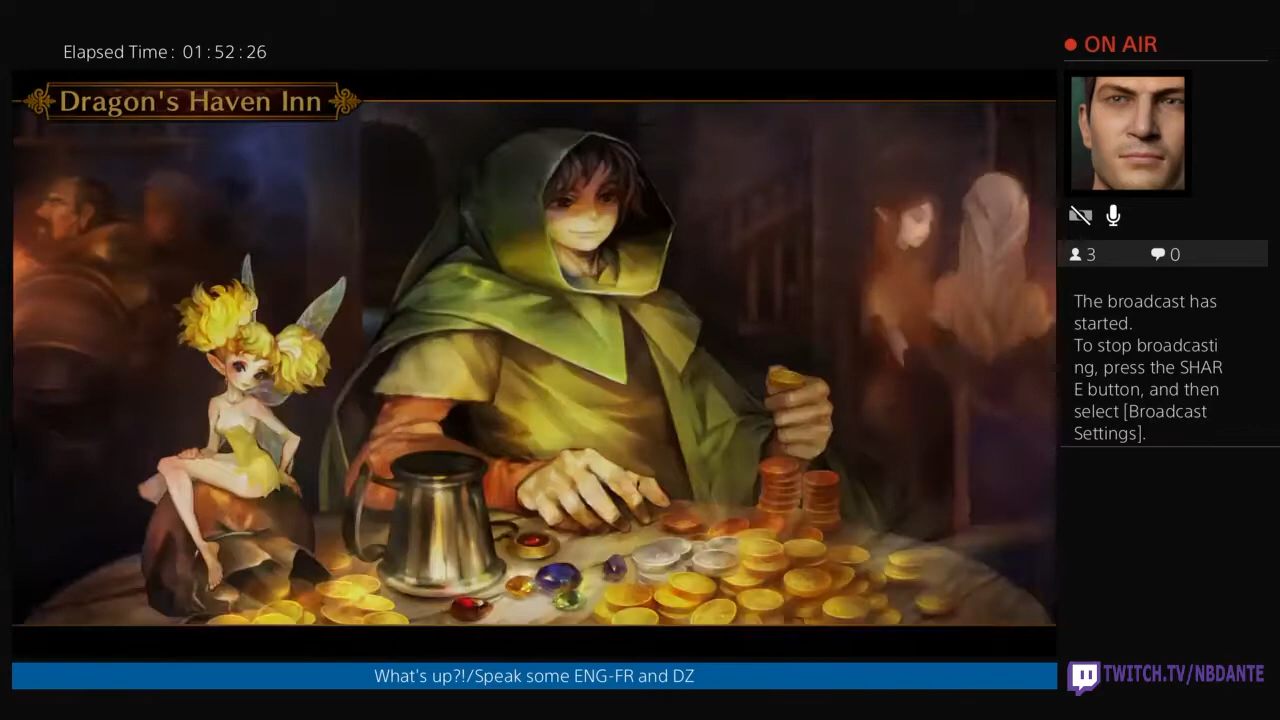 Elapsed Time: 01:52:26
ON AIR
Dragon's Haven Inn
3
0
The broadcast has
started.
To stop broadcasti
ng, press the SHAR
E button, and then
select [Broadcast
Settings].
What's up?!/Speak some ENG-FR and DZ
TWITCH.TV/NBDANTE